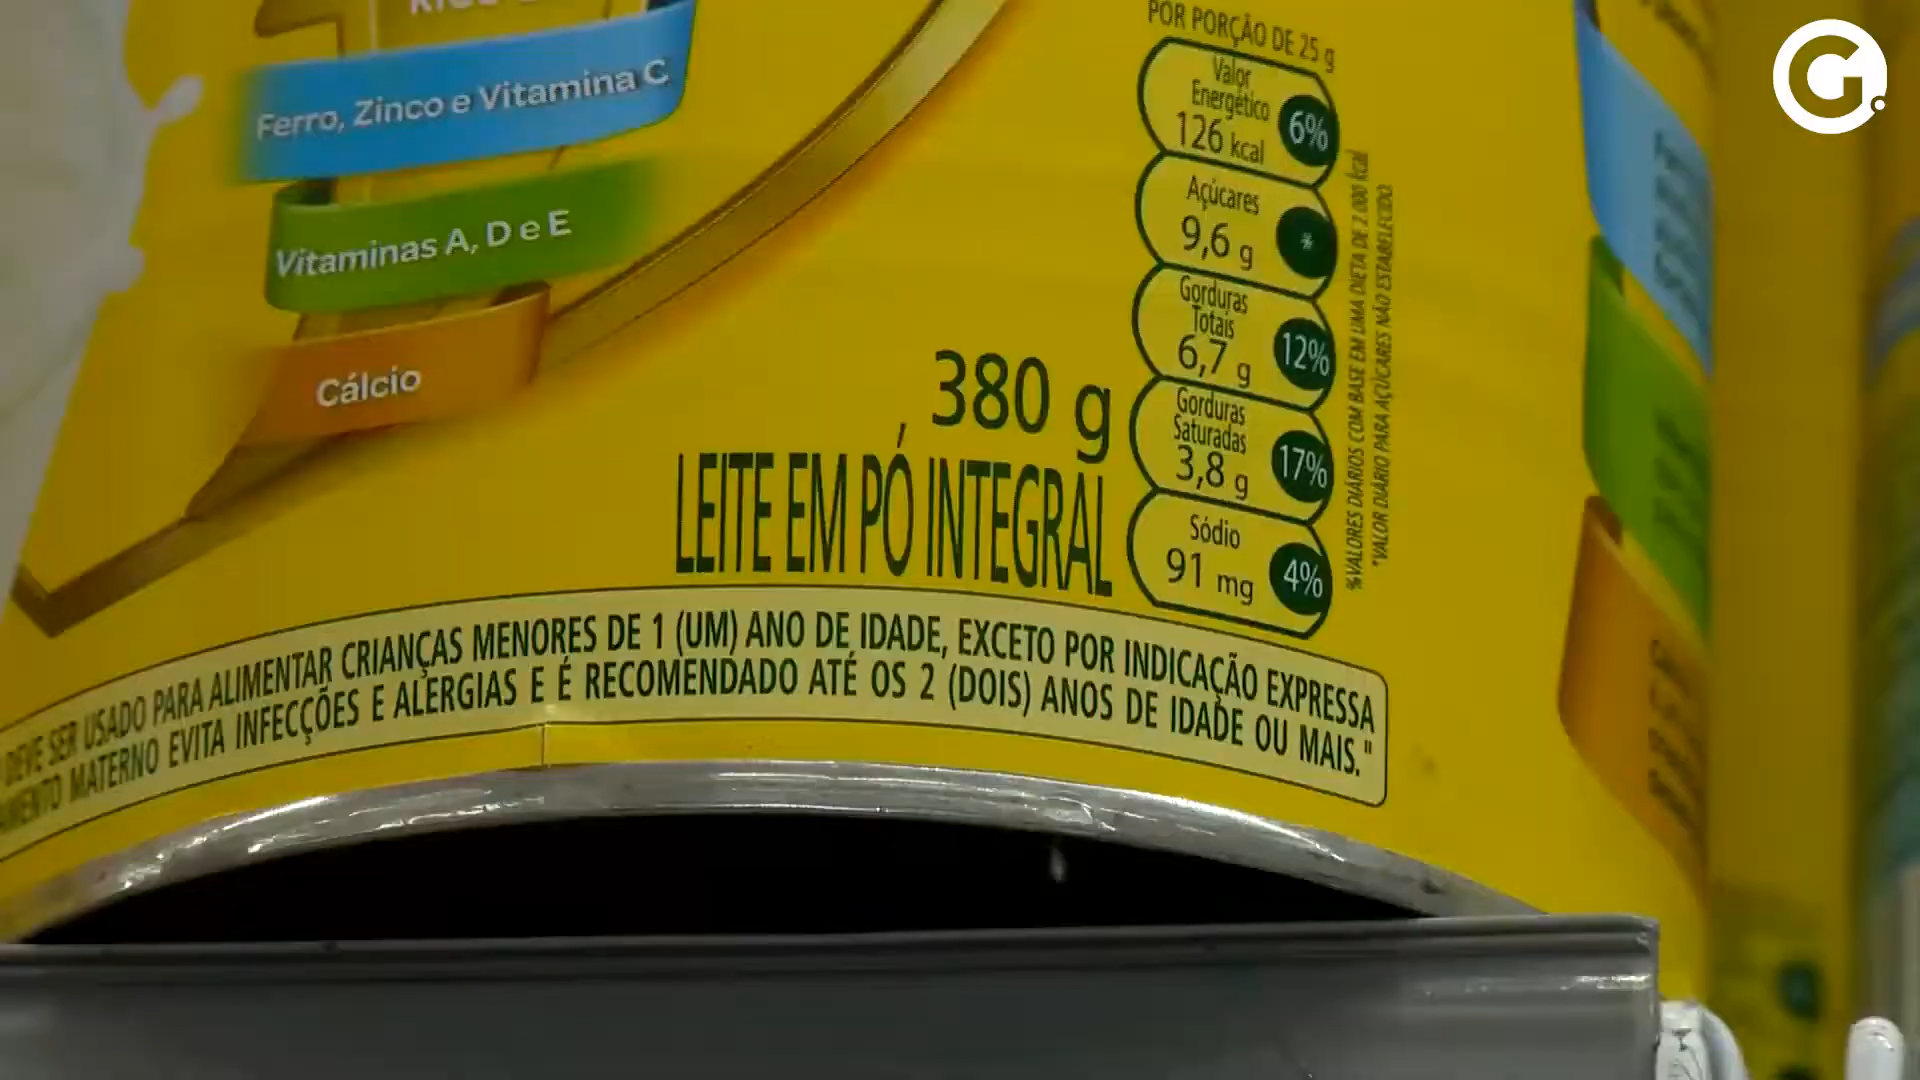 Ferro, Zinco e Vitamina C
Vitaminas A, D e E
Cálcio
380 g
LEITE EM PÓ INTEGRAL
POR PORÇÃO DE 25 g
Valor
Energético
126 kcal
6%
Açúcares
9,6 g
*
Gorduras
Totais
6,7 g
12%
Gorduras
Saturadas
3,8 g
17%
Sódio
91 mg
4%
%VALORES DIÁRIOS COM BASE EM UMA DIETA DE 2.000 kcal
*VALOR DIÁRIO PARA AÇÚCARES NÃO ESTABELECIDO.
DEVE SER USADO PARA ALIMENTAR CRIANÇAS MENORES DE 1 (UM) ANO DE IDADE, EXCETO POR INDICAÇÃO EXPRESSA
MATERNO EVITA INFECÇÕES E ALERGIAS E É RECOMENDADO ATÉ OS 2 (DOIS) ANOS DE IDADE OU MAIS."
G.